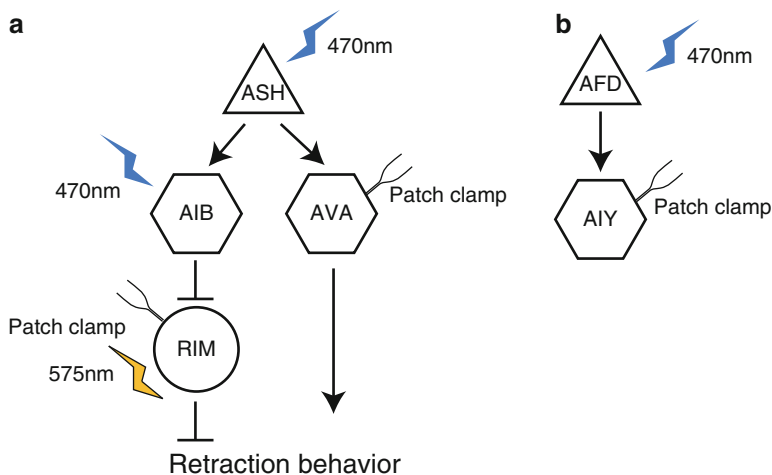 a
470nm
ASH
470nm
AIB
AVA
Patch clamp
Patch clamp
RIM
575nm
Retraction behavior
b
470nm
AFD
AIY
Patch clamp